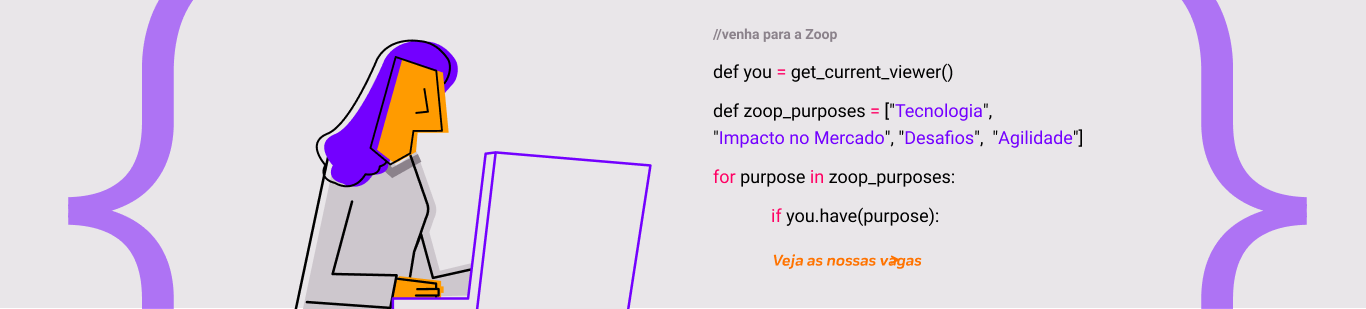 //venha para a Zoop
def you = get_current_viewer()
def zoop_purposes = ["Tecnologia",
"Impacto no Mercado", "Desafios", "Agilidade"]
for purpose in zoop_purposes:
if you.have(purpose):
Veja as nossas vagas >